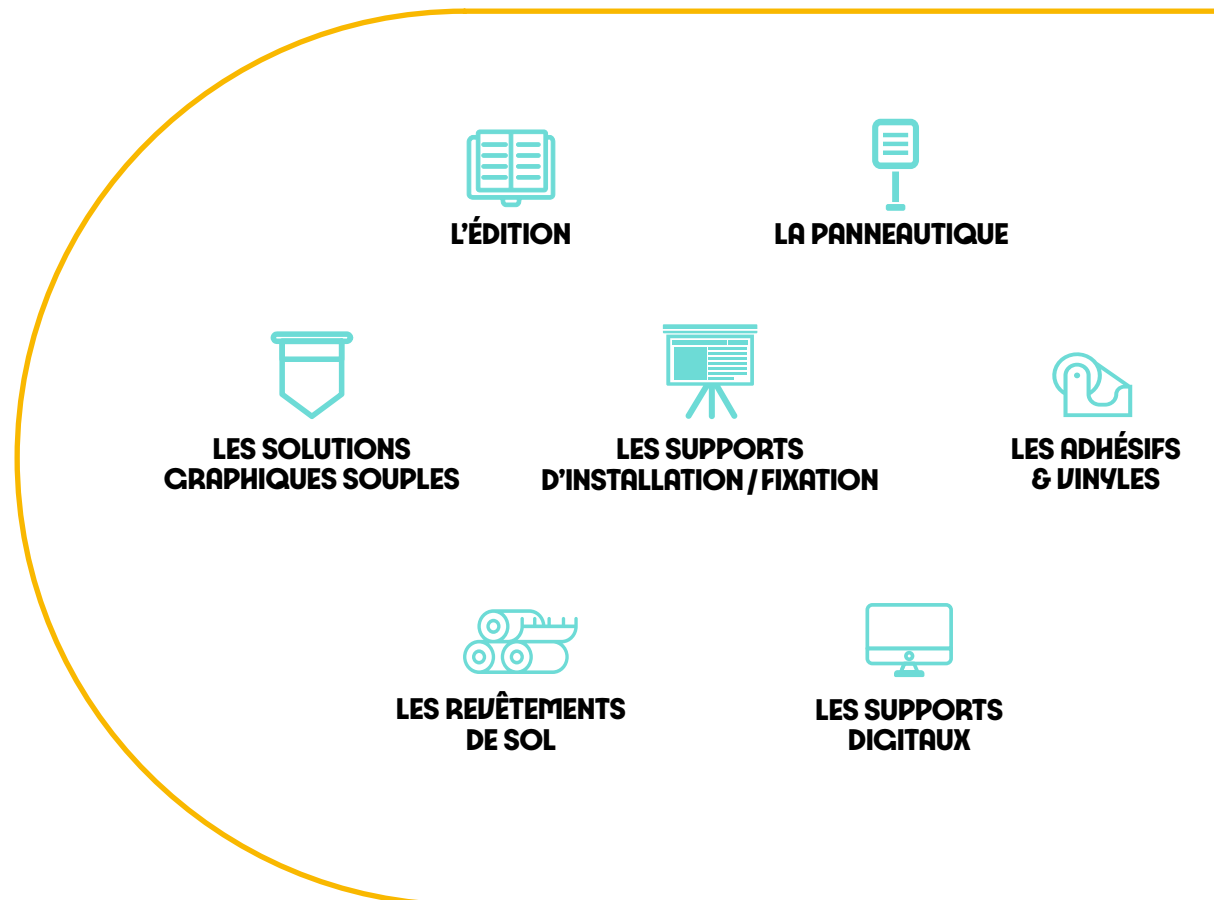 L'ÉDITION
LA PANNEAUTIQUE
LES SOLUTIONS
GRAPHIQUES SOUPLES
LES SUPPORTS
D'INSTALLATION / FIXATION
LES ADHÉSIFS
& VINYLES
LES REVÊTEMENTS
DE SOL
LES SUPPORTS
DIGITAUX